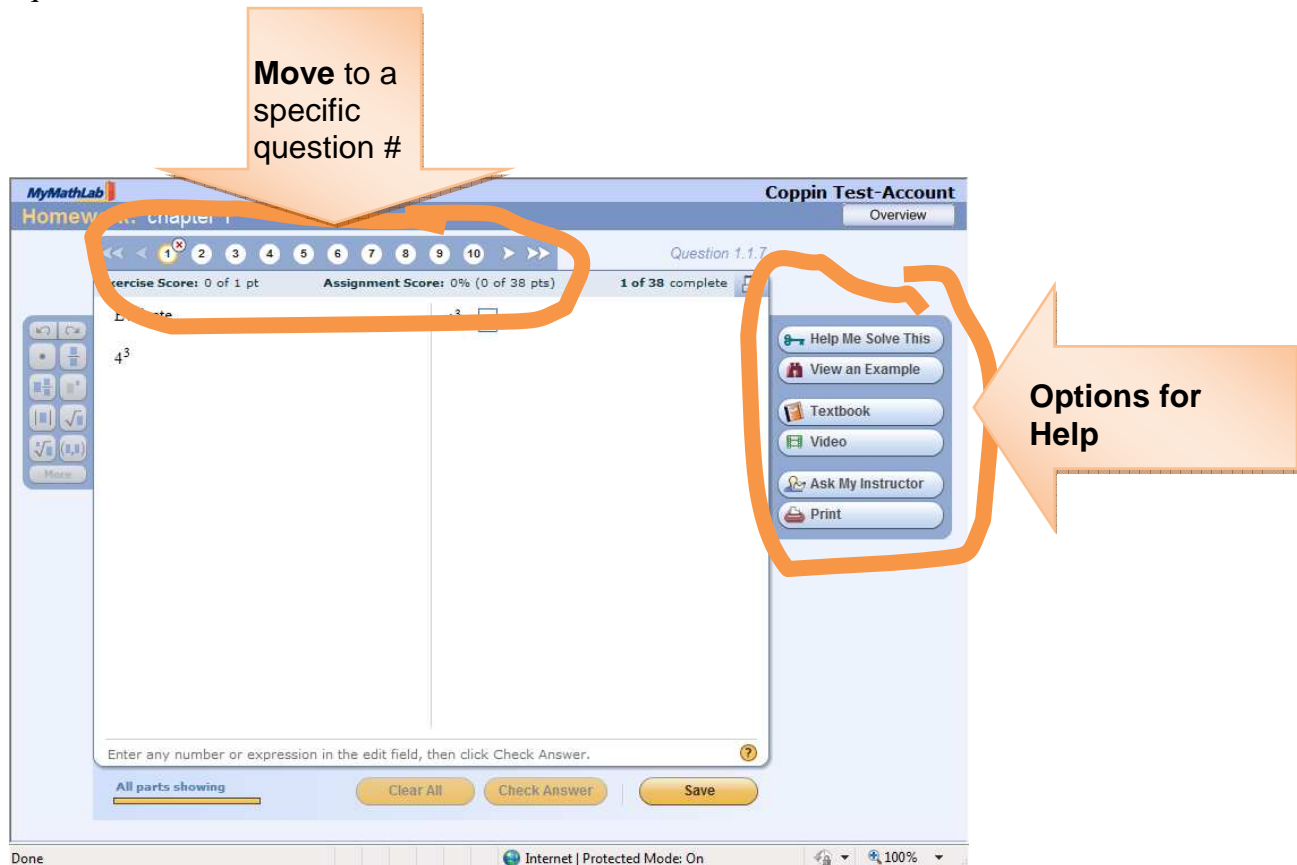 Move to a
specific
question #
MyMathLab
Coppin Test-Account
chapter 1
Overview
<< < 1 2 3 4 5 6 7 8 9 10 > >>
Question 1.1.7
Score: 0 of 1 pt Assignment Score: 0% (0 of 38 pts) 1 of 38 complete
4³
Help Me Solve This
View an Example
Textbook
Video
Ask My Instructor
Print
More
Options for
Help
Enter any number or expression in the edit field, then click Check Answer. ?
All parts showing Clear All Check Answer Save
Done Internet | Protected Mode: On 100%